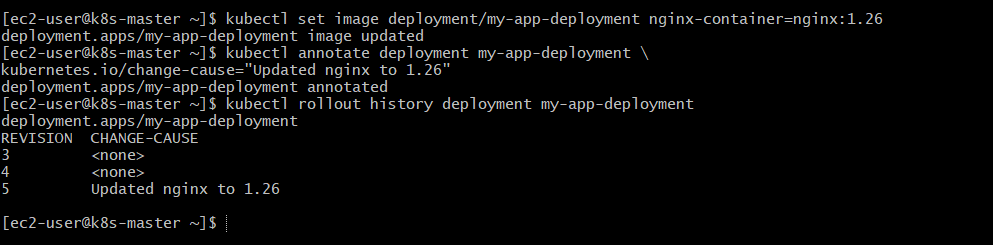 [ec2-user@k8s-master ~]$ kubectl set image deployment/my-app-deployment nginx-container=nginx:1.26
deployment.apps/my-app-deployment image updated
[ec2-user@k8s-master ~]$ kubectl annotate deployment my-app-deployment \
kubernetes.io/change-cause="Updated nginx to 1.26"
deployment.apps/my-app-deployment annotated
[ec2-user@k8s-master ~]$ kubectl rollout history deployment my-app-deployment
deployment.apps/my-app-deployment
REVISION  CHANGE-CAUSE
3         <none>
4         <none>
5         Updated nginx to 1.26
[ec2-user@k8s-master ~]$